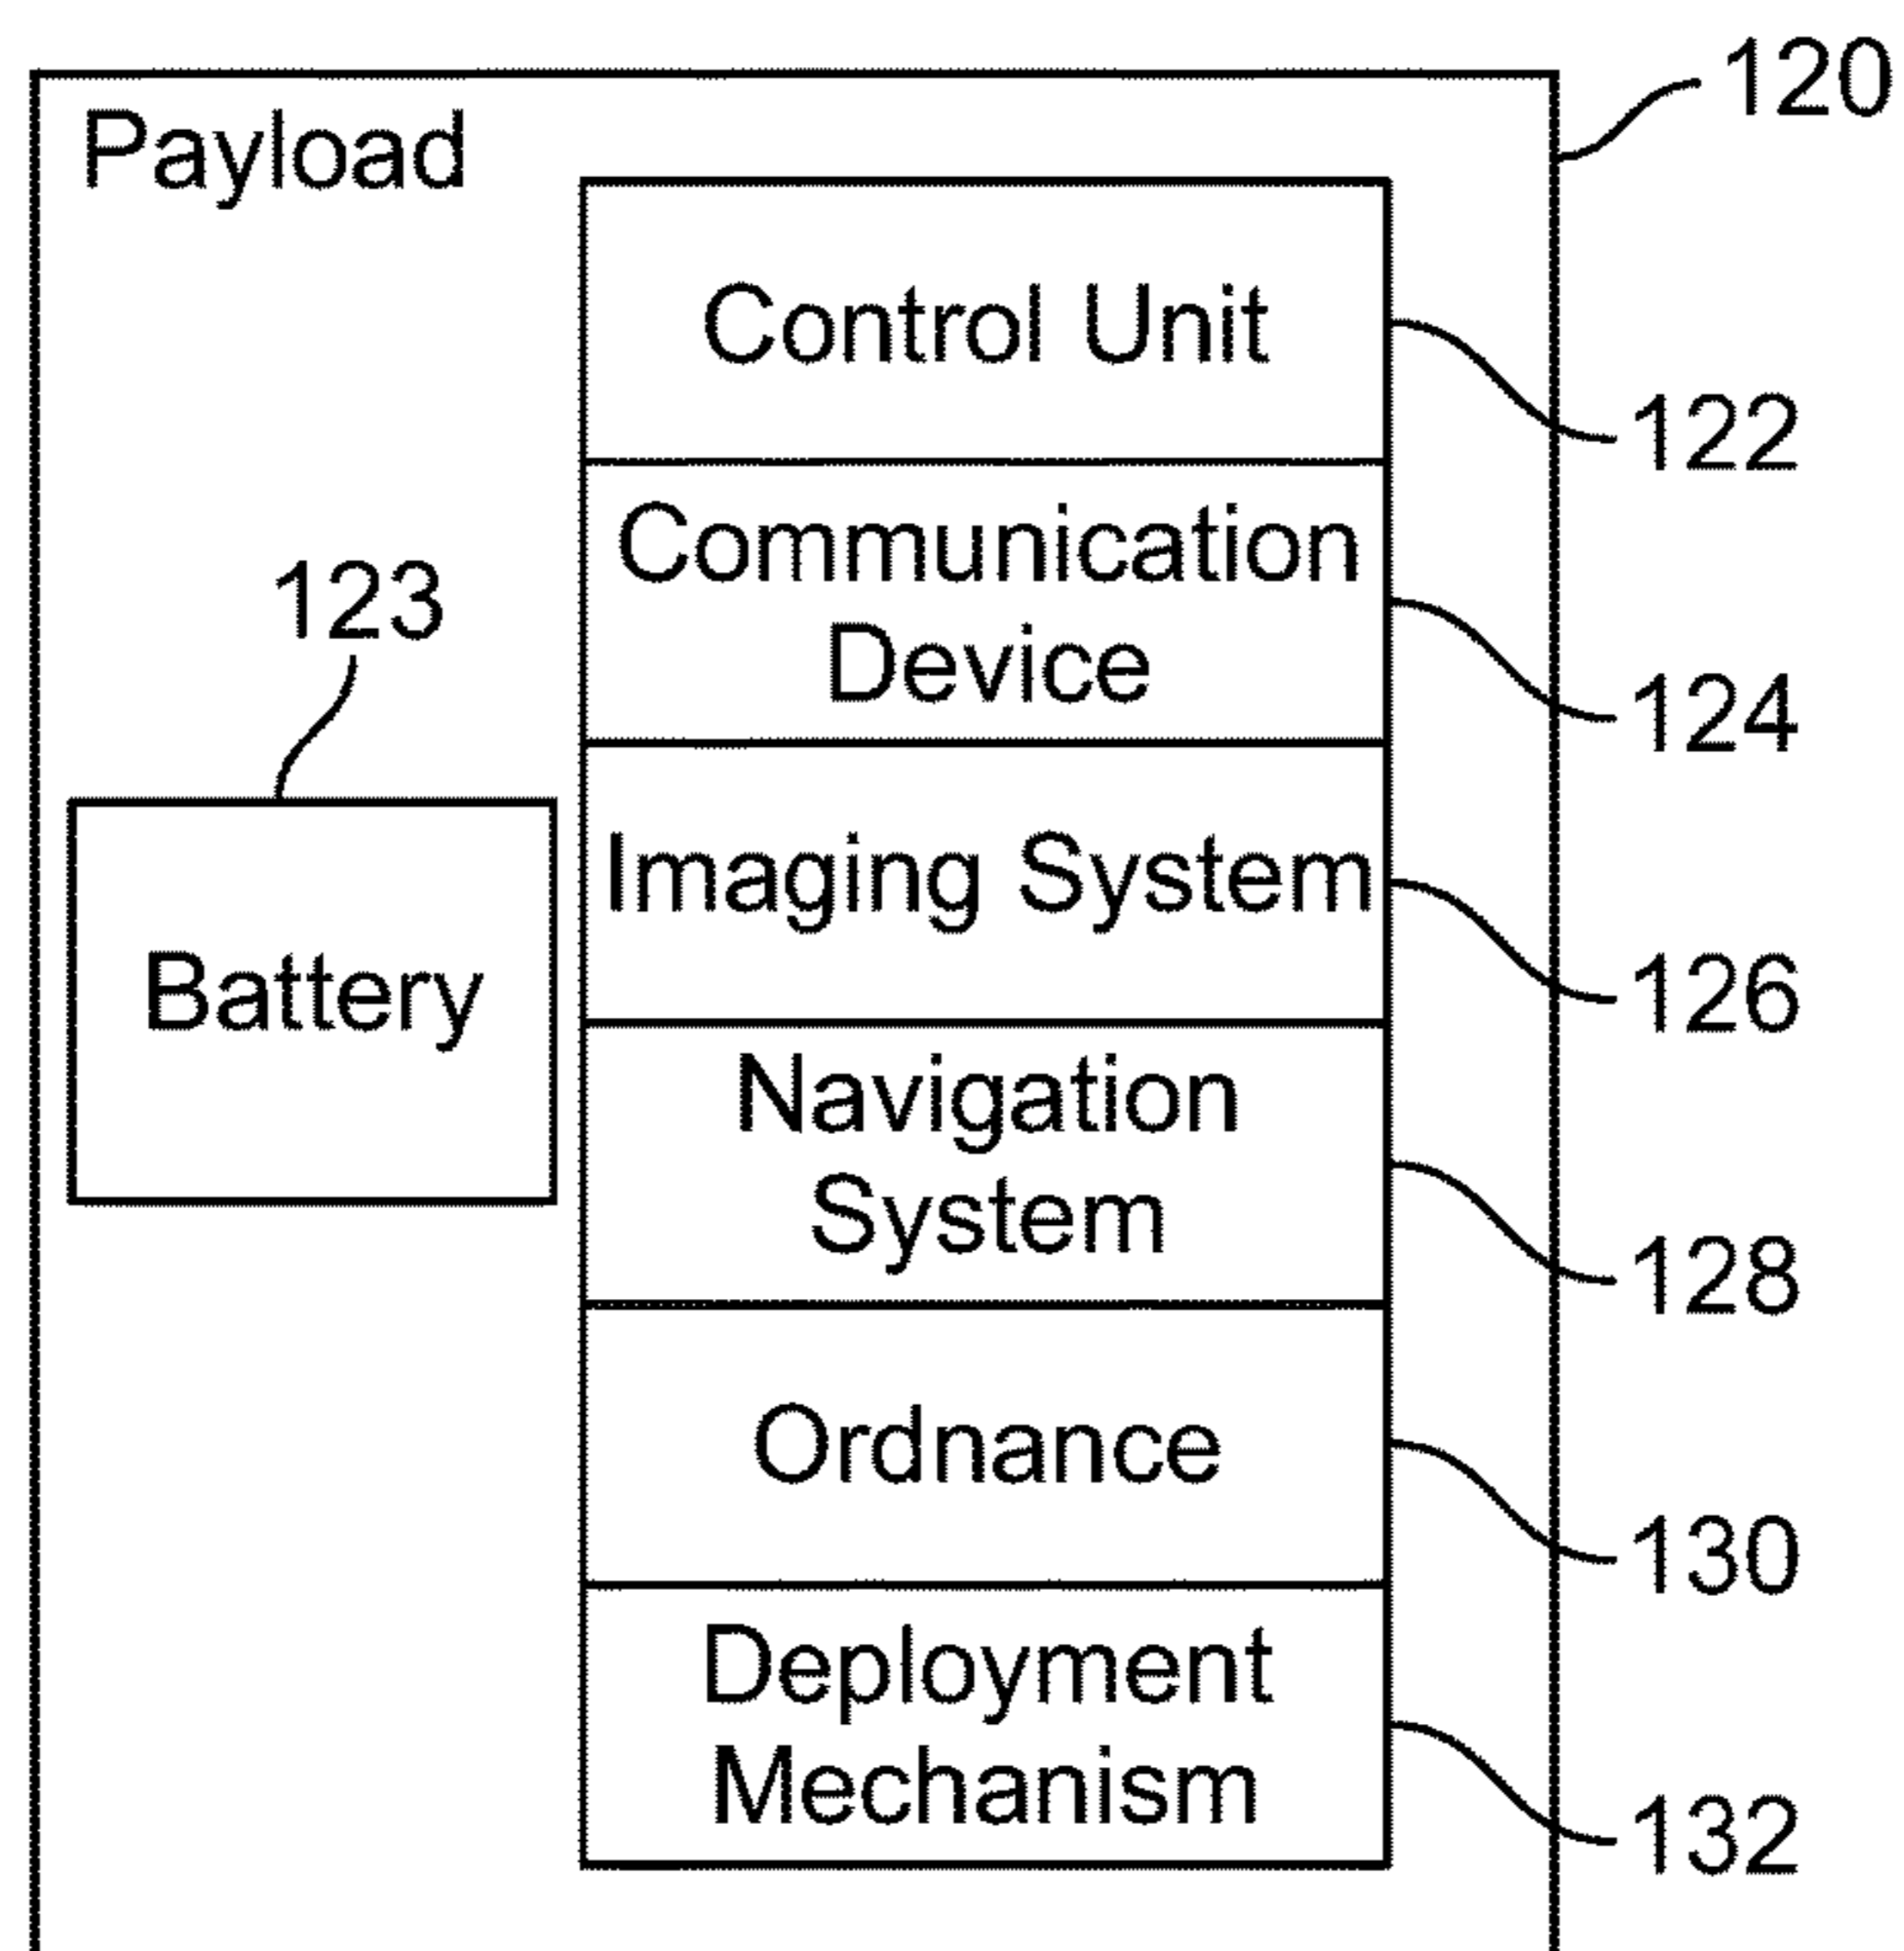 120
Payload
Control Unit
122
Communication
Device
123
124
Imaging System
Battery
126
Navigation
System
128
Ordnance
130
Deployment
Mechanism
132